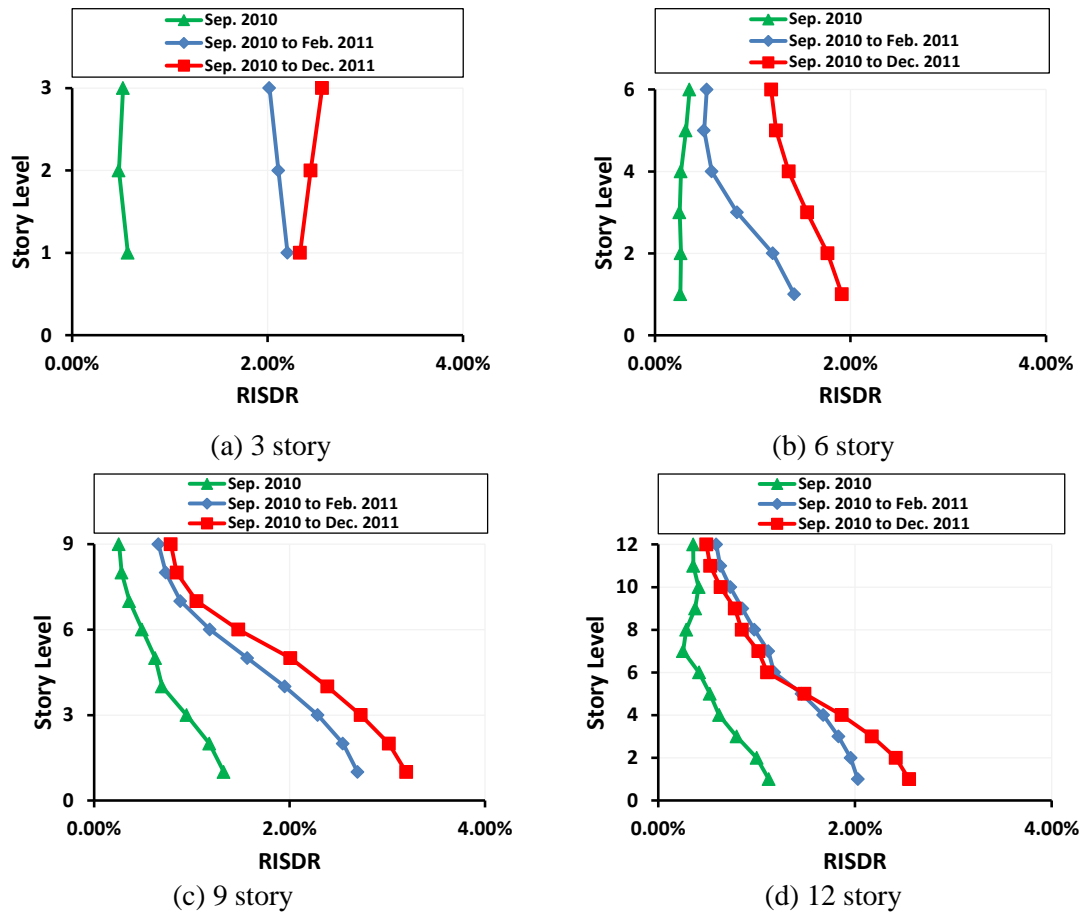 Sep. 2010
Sep. 2010 to Feb. 2011
Sep. 2010 to Dec. 2011
3
2
1
0
Story Level
0.00% 2.00% 4.00%
RISDR
(a) 3 story
Sep. 2010
Sep. 2010 to Feb. 2011
Sep. 2010 to Dec. 2011
6
4
2
0
Story Level
0.00% 2.00% 4.00%
RISDR
(b) 6 story
Sep. 2010
Sep. 2010 to Feb. 2011
Sep. 2010 to Dec. 2011
9
6
3
0
Story Level
0.00% 2.00% 4.00%
RISDR
(c) 9 story
Sep. 2010
Sep. 2010 to Feb. 2011
Sep. 2010 to Dec. 2011
12
10
8
6
4
2
0
Story Level
0.00% 2.00% 4.00%
RISDR
(d) 12 story